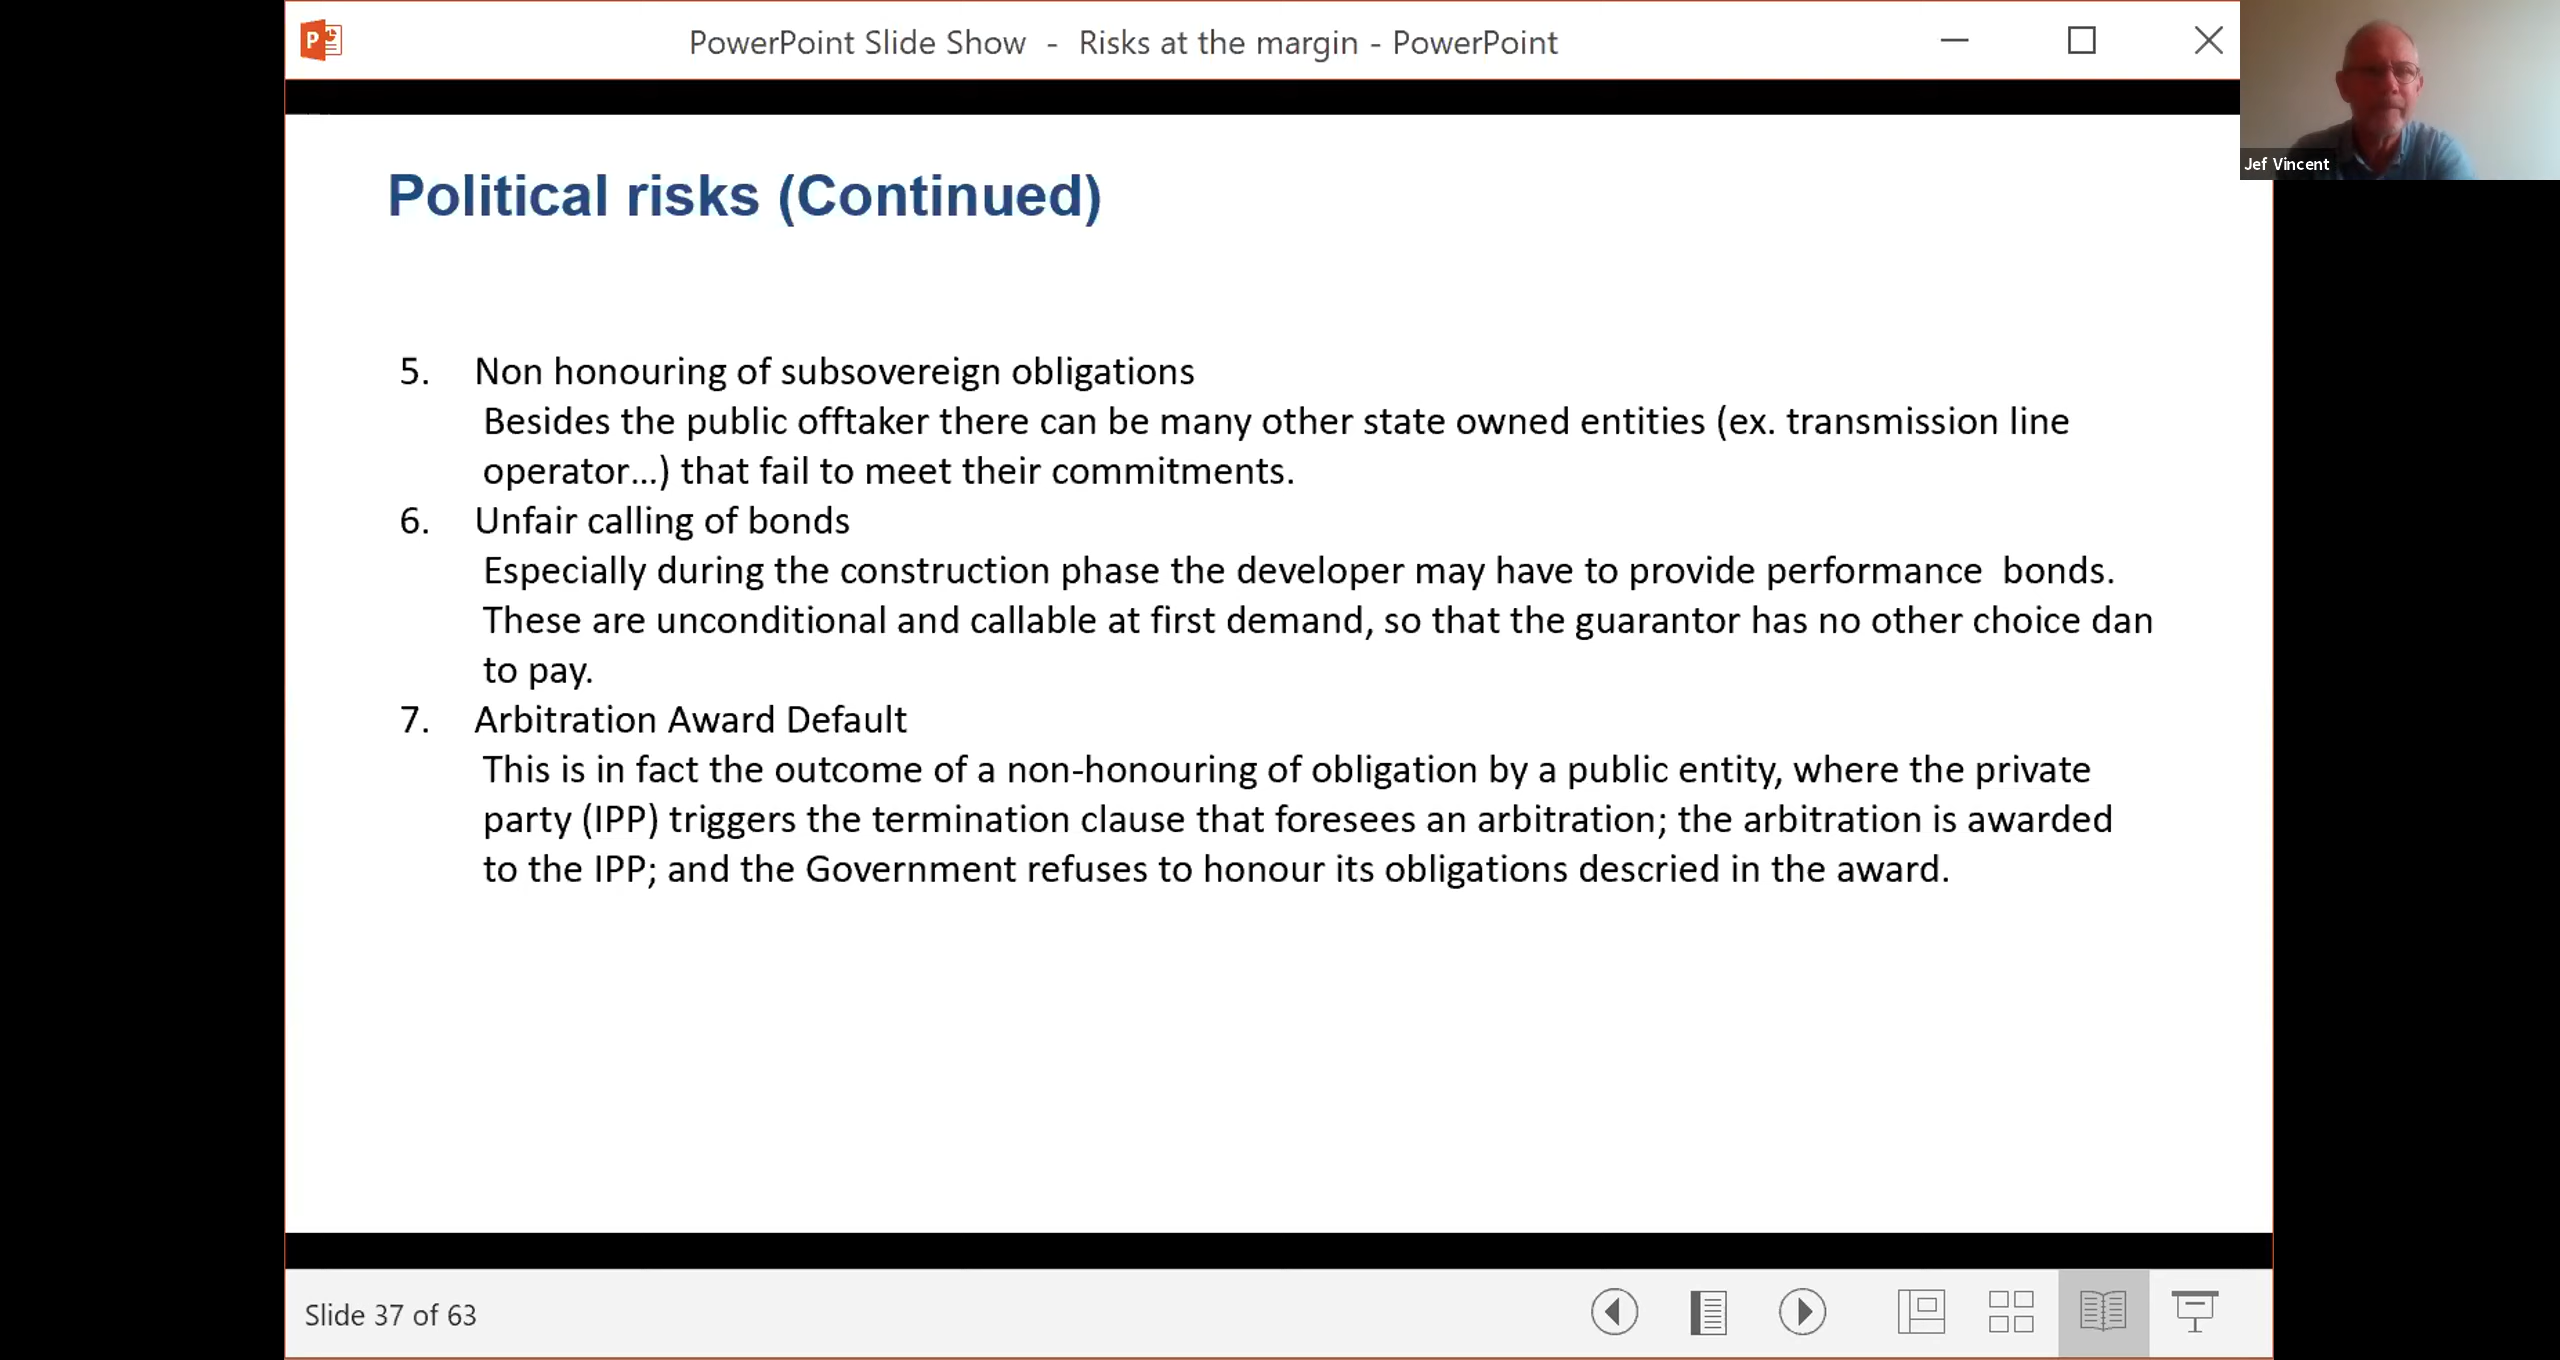 PowerPoint Slide Show - Risks at the margin - PowerPoint
Jef Vincent
Political risks (Continued)
5. Non honouring of subsovereign obligations
Besides the public offtaker there can be many other state owned entities (ex. transmission line
operator...) that fail to meet their commitments.
6. Unfair calling of bonds
Especially during the construction phase the developer may have to provide performance bonds.
These are unconditional and callable at first demand, so that the guarantor has no other choice dan
to pay.
7. Arbitration Award Default
This is in fact the outcome of a non-honouring of obligation by a public entity, where the private
party (IPP) triggers the termination clause that foresees an arbitration; the arbitration is awarded
to the IPP; and the Government refuses to honour its obligations descried in the award.
Slide 37 of 63